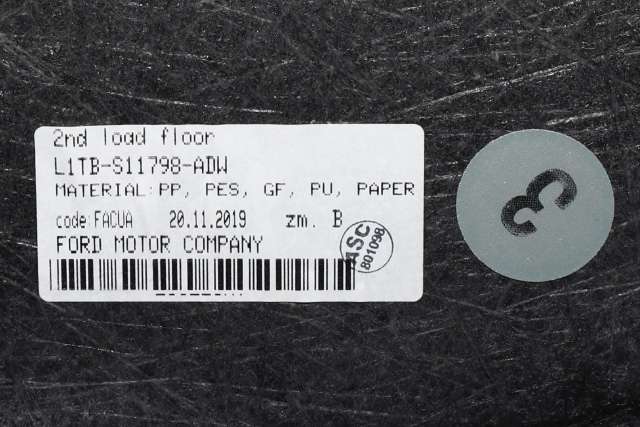 2nd load floor
L1TB-S11798-ADW
MATERIAL: PP, PES, GF, PU, PAPER
code: FACUA 20.11.2019 zm. B
FORD MOTOR COMPANY
ASC
801098
3